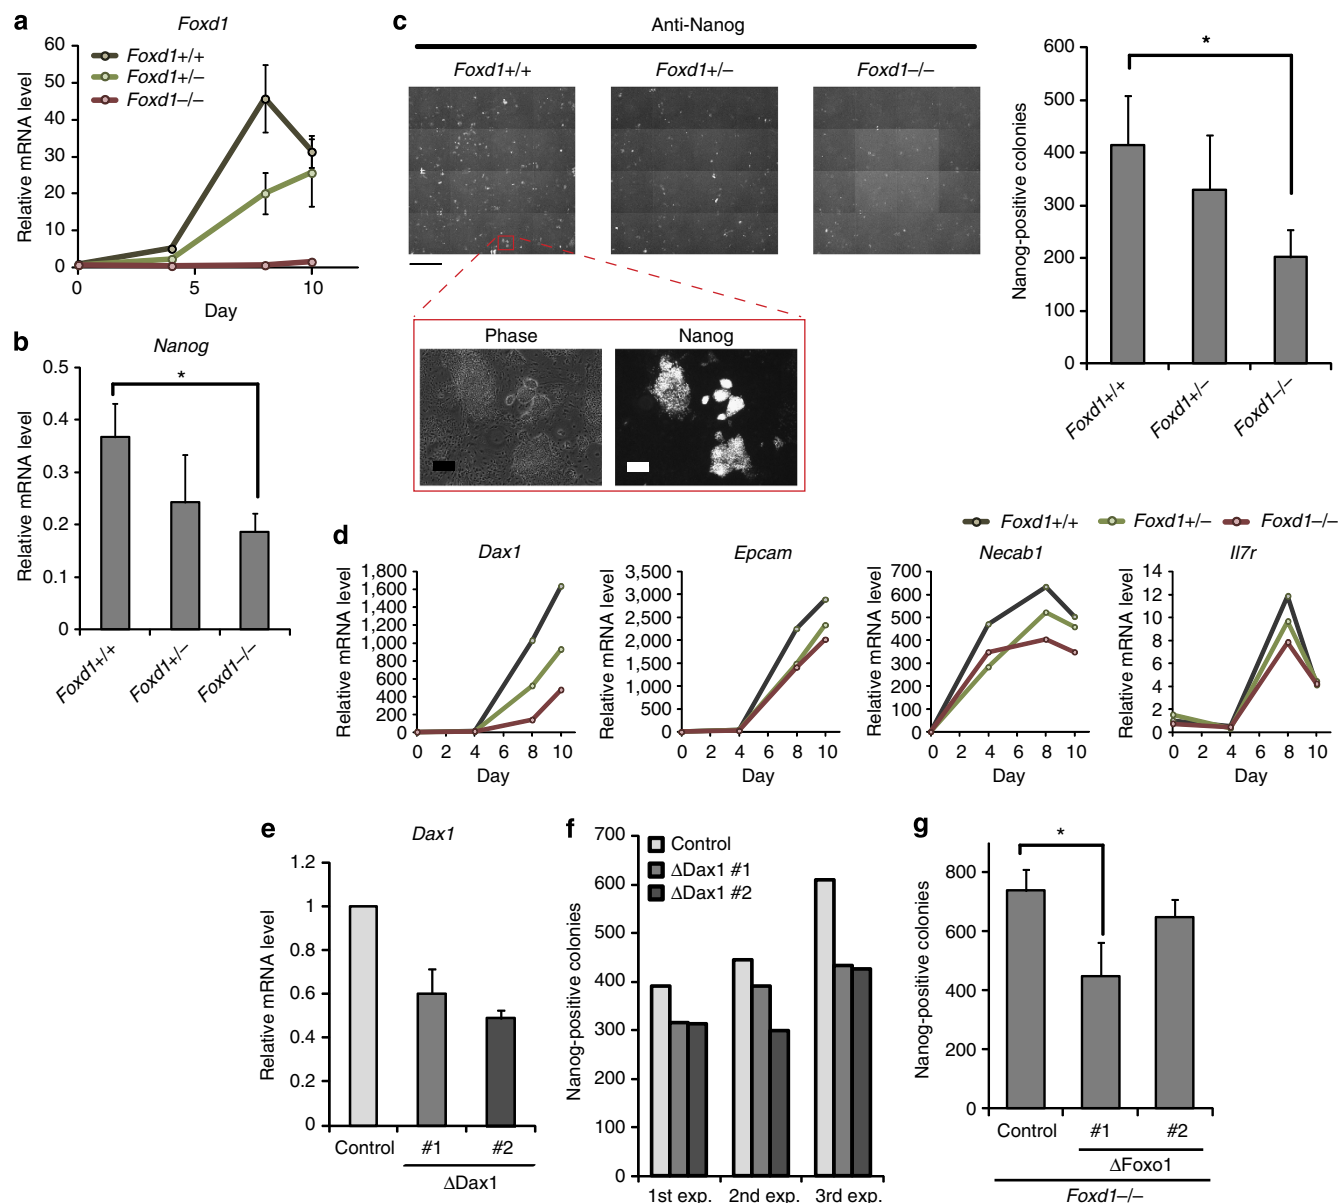 a
Foxd1
60
50
40
30
20
10
0
Relative mRNA level
Foxd1+/+
Foxd1+/–
Foxd1–/–
0
5
10
Day
b
Nanog
0.5
0.4
0.3
0.2
0.1
0
Relative mRNA level
*
Foxd1+/+
Foxd1+/–
Foxd1–/–
c
Anti-Nanog
Foxd1+/+
Foxd1+/–
Foxd1–/–
Phase
Nanog
600
500
400
300
200
100
0
Nanog-positive colonies
*
Foxd1+/+
Foxd1+/–
Foxd1–/–
d
Foxd1+/+
Foxd1+/–
Foxd1–/–
Dax1
1,800
1,600
1,400
1,200
1,000
800
600
400
200
0
Relative mRNA level
0 2 4 6 8 10
Day
Epcam
3,500
3,000
2,500
2,000
1,500
1,000
500
0
Relative mRNA level
0 2 4 6 8 10
Day
Necab1
700
600
500
400
300
200
100
0
Relative mRNA level
0 2 4 6 8 10
Day
Il7r
14
12
10
8
6
4
2
0
Relative mRNA level
0 2 4 6 8 10
Day
e
Dax1
1.2
1
0.8
0.6
0.4
0.2
0
Relative mRNA level
Control
#1
#2
ΔDax1
f
700
600
500
400
300
200
100
0
Nanog-positive colonies
Control
ΔDax1 #1
ΔDax1 #2
1st exp.
2nd exp.
3rd exp.
g
800
600
400
200
0
Nanog-positive colonies
*
Control
#1
#2
ΔFoxo1
Foxd1–/–